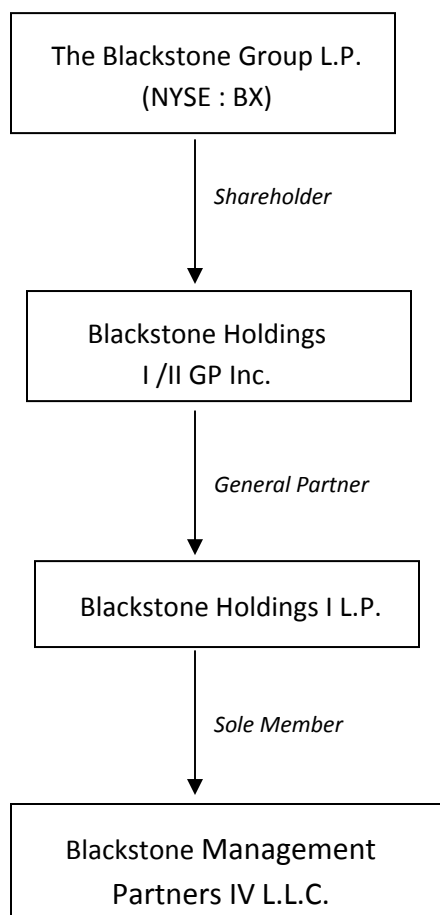 The Blackstone Group L.P.
(NYSE : BX)
Shareholder
Blackstone Holdings
I /II GP Inc.
General Partner
Blackstone Holdings I L.P.
Sole Member
Blackstone Management
Partners IV L.L.C.